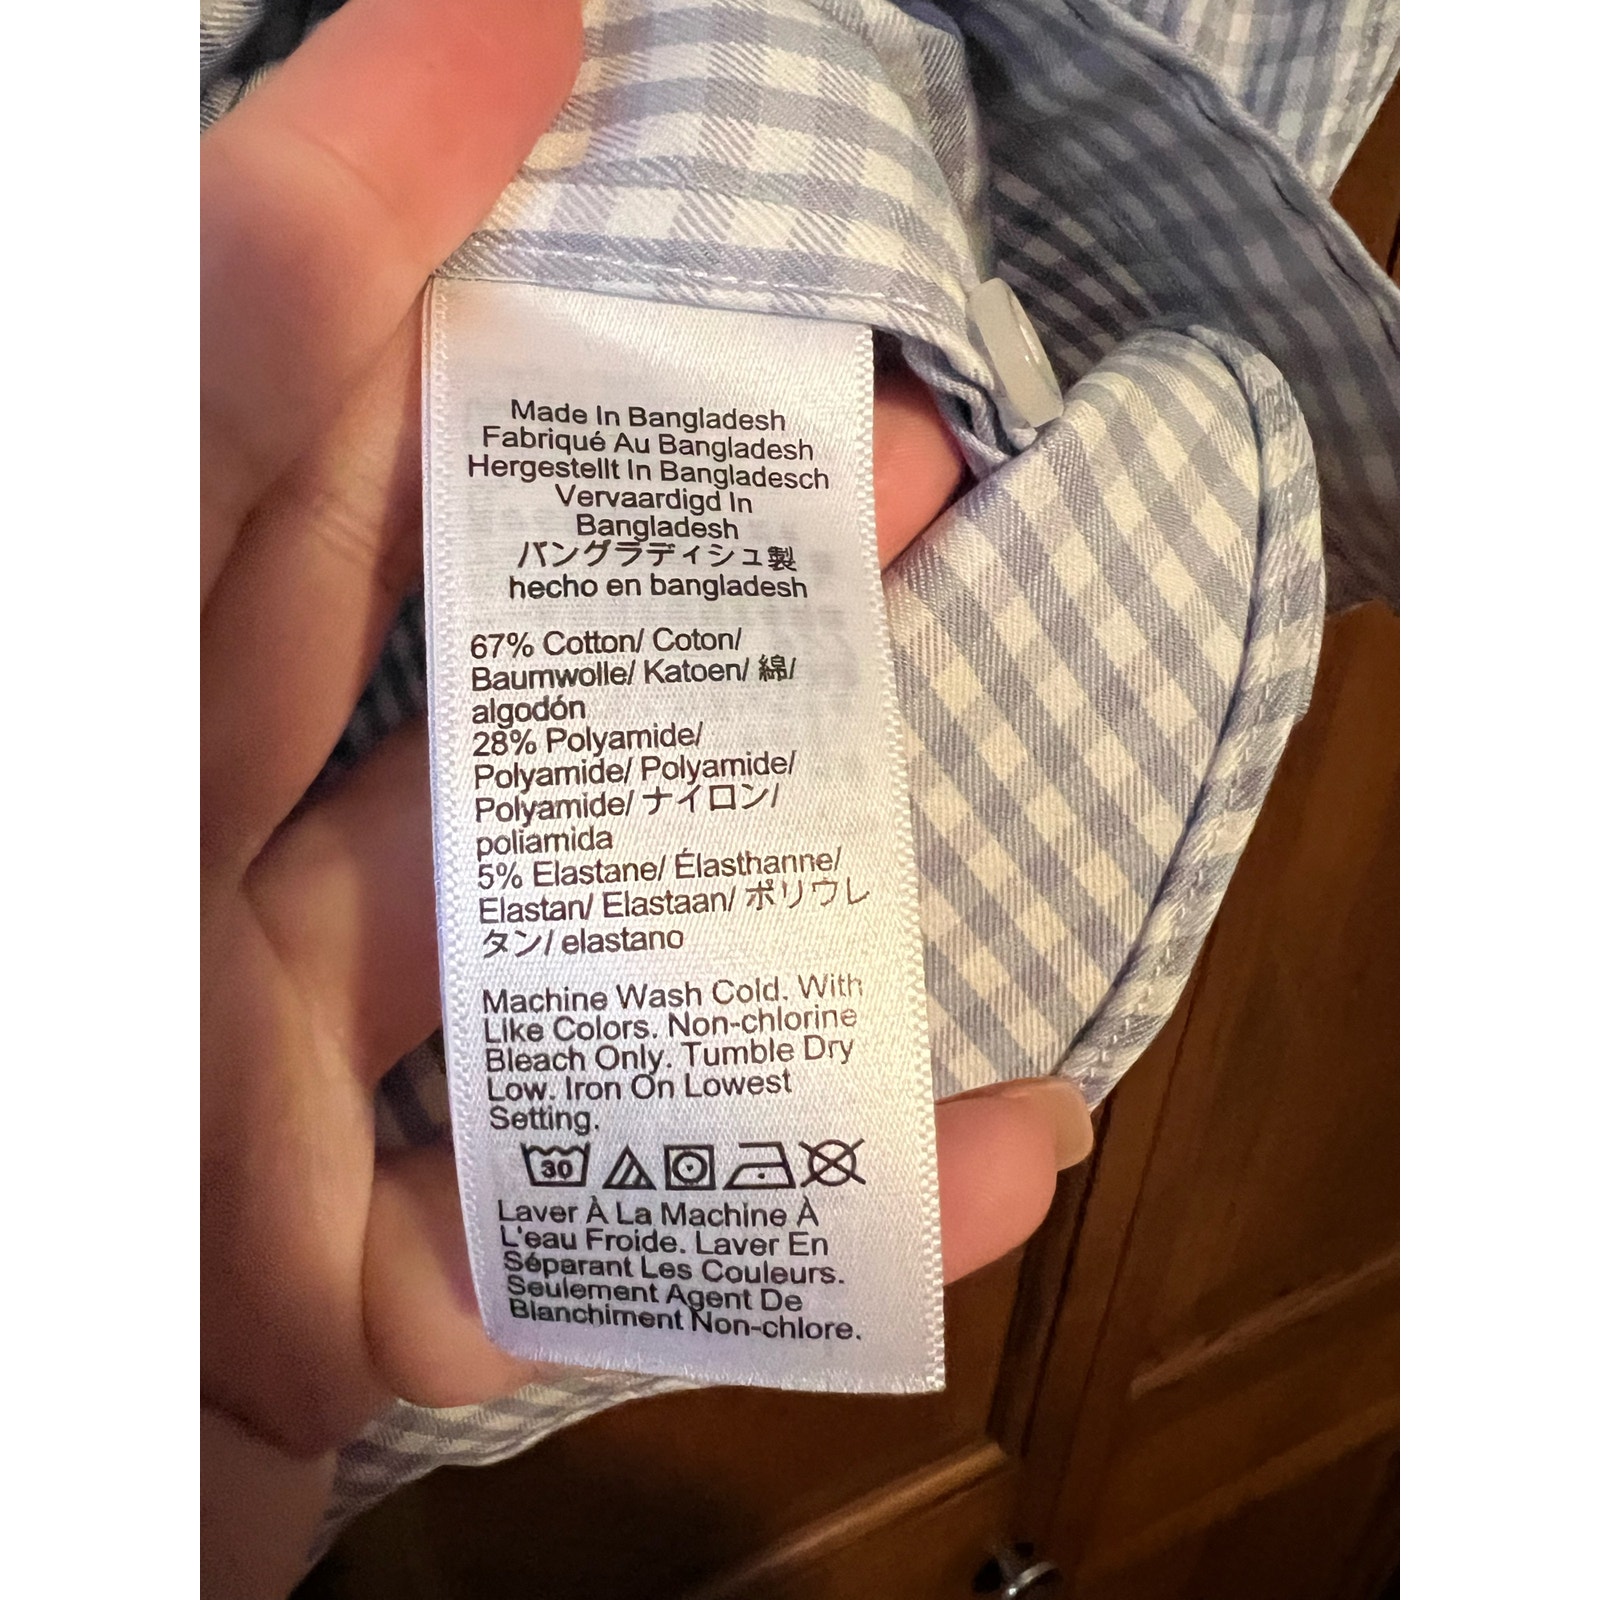 Made In Bangladesh
Fabriqué Au Bangladesh
Hergestellt In Bangladesch
Vervaardigd In
Bangladesh
バングラディシュ製
hecho en bangladesh
67% Cotton/ Coton/
Baumwolle/ Katoen/ 綿/
algodón
28% Polyamide/
Polyamide/ Polyamide/
Polyamide/ ナイロン/
poliamida
5% Elastane/ Élasthanne/
Elastan/ Elastaan/ ポリウレ
タン/ elastano
Machine Wash Cold. With
Like Colors. Non-chlorine
Bleach Only. Tumble Dry
Low. Iron On Lowest
Setting.
30
Laver À La Machine À
L'eau Froide. Laver En
Séparant Les Couleurs.
Seulement Agent De
Blanchiment Non-chlore.